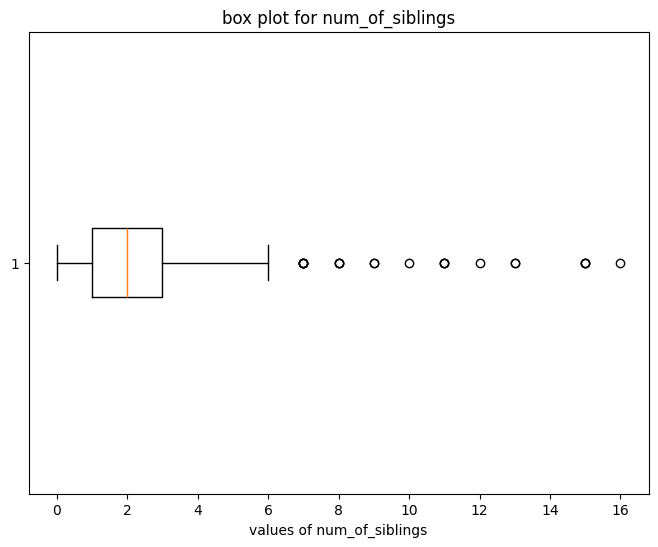 box plot for num_of_siblings
1
0 2 4 6 8 10 12 14 16
values of num_of_siblings